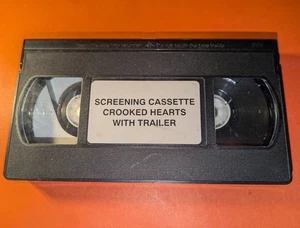 SCREENING CASSETTE
CROOKED HEARTS
WITH TRAILER